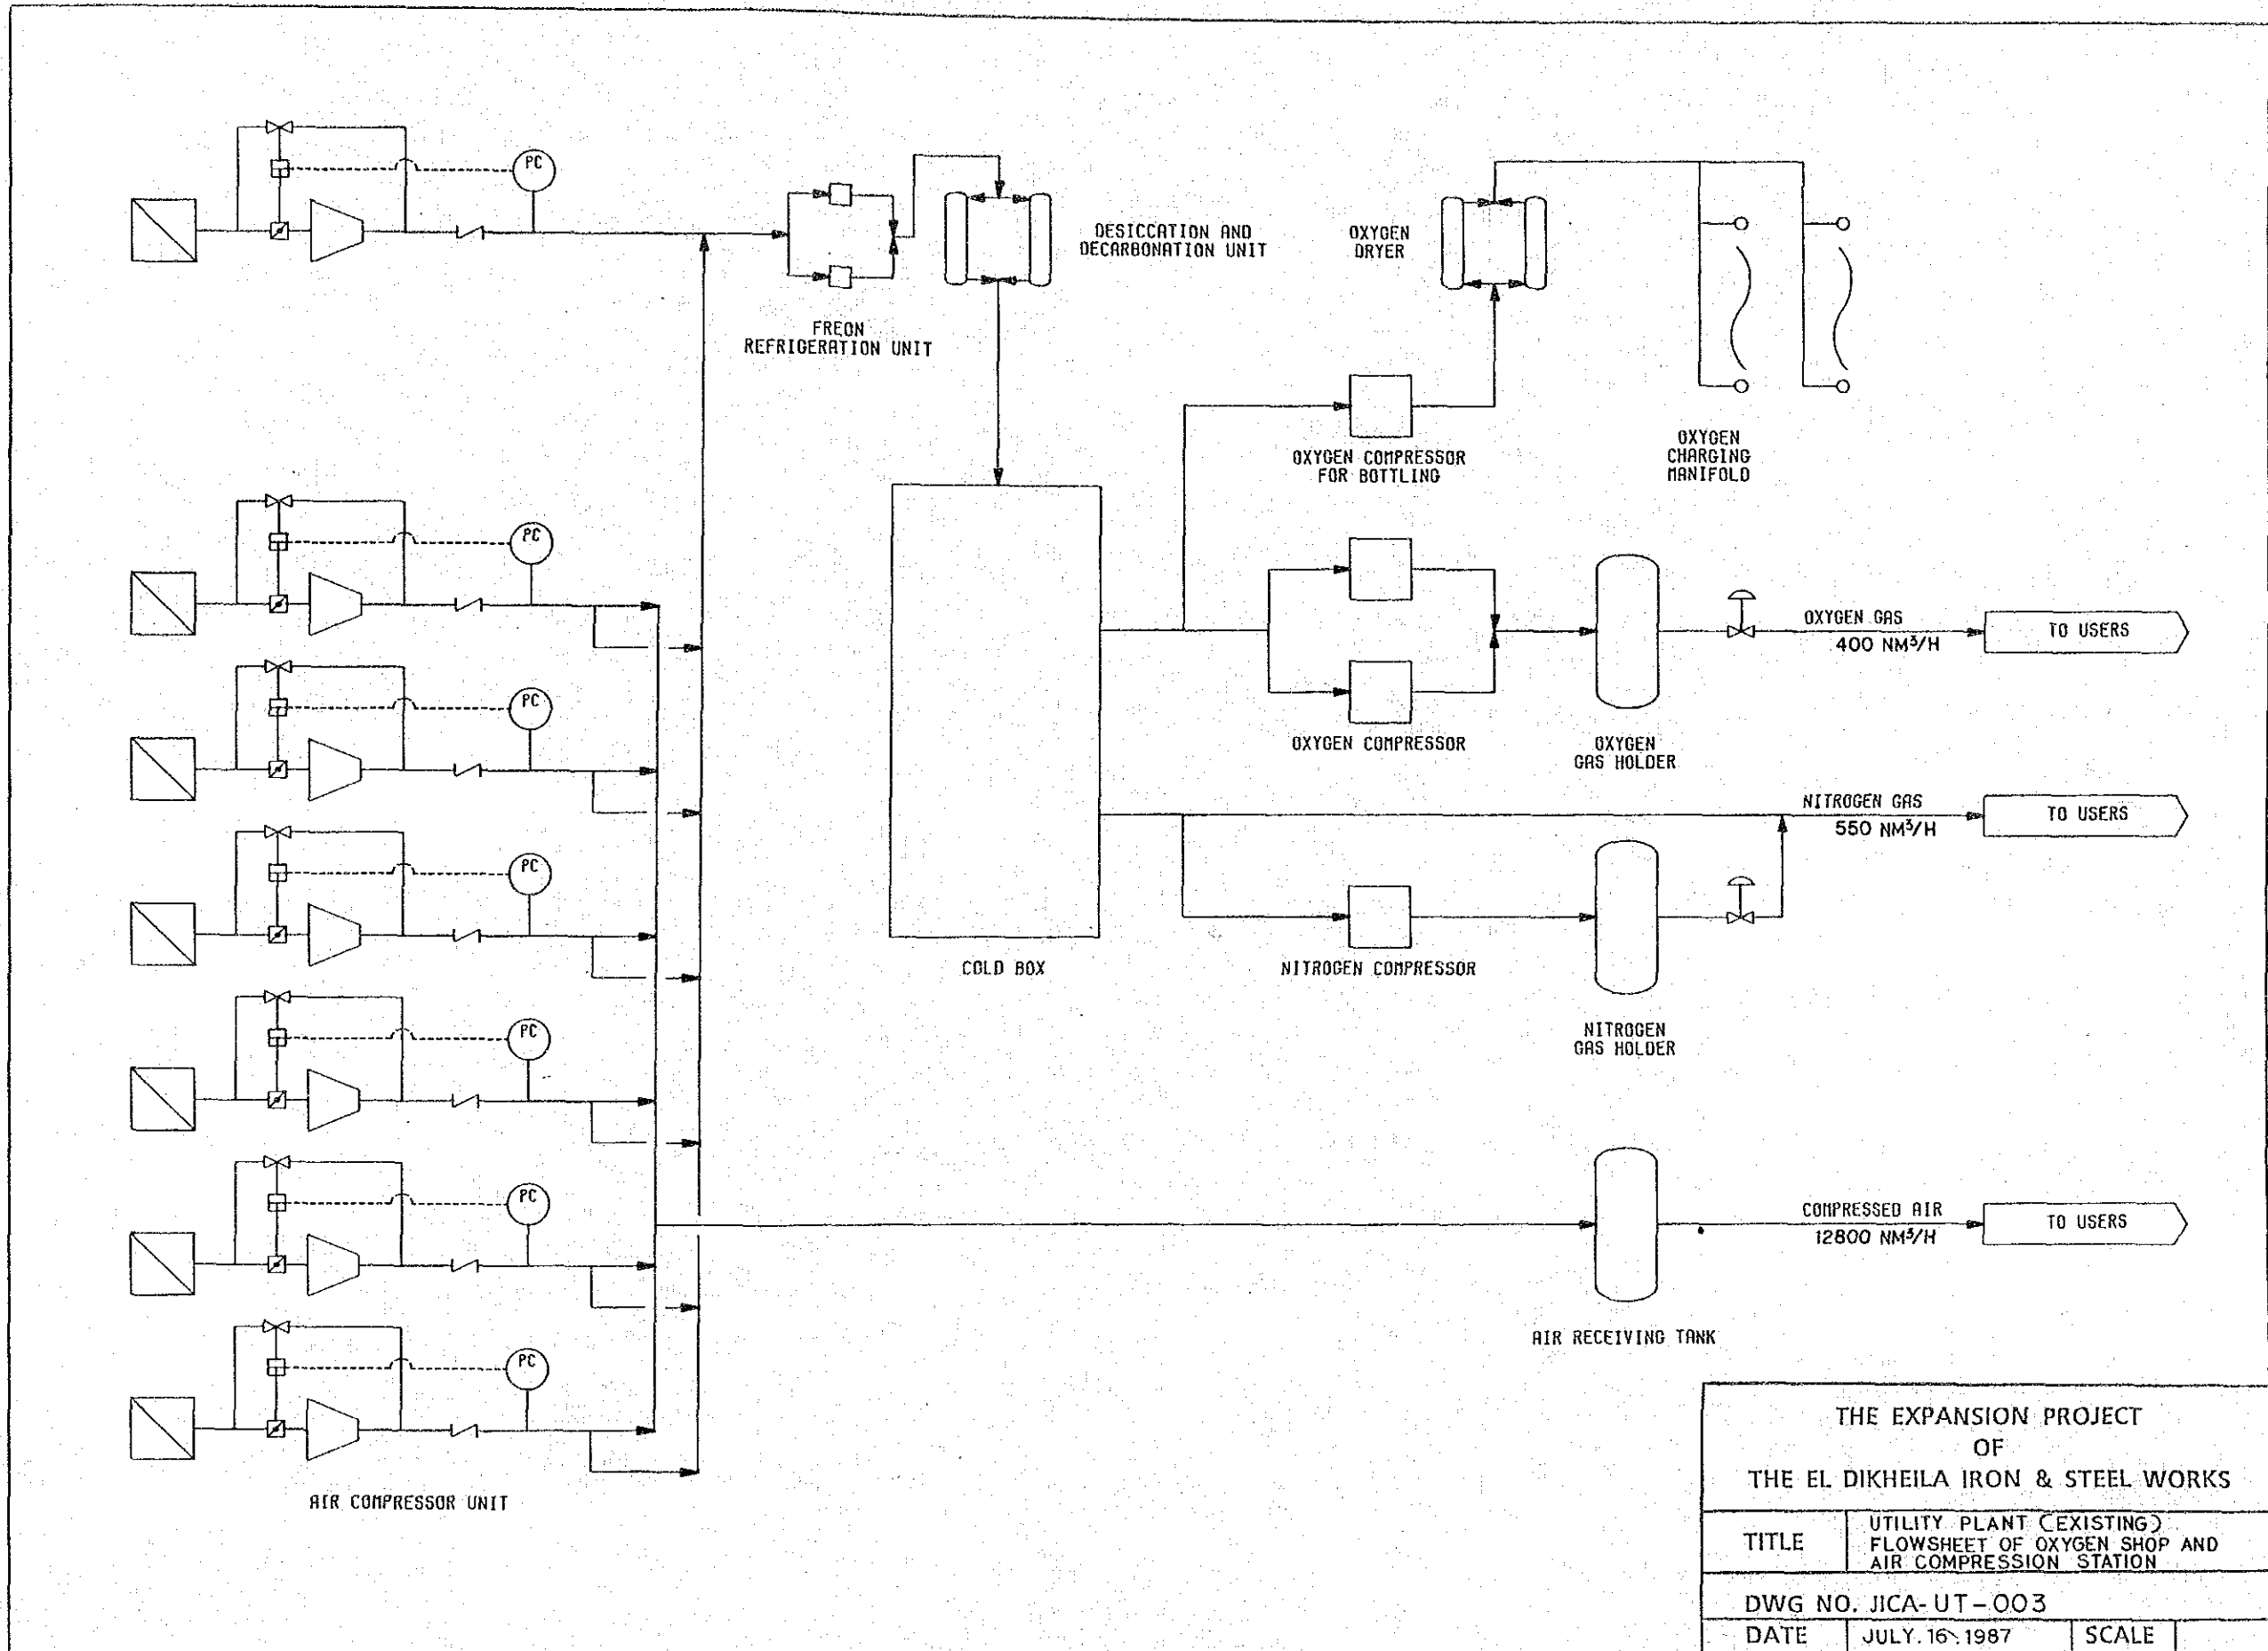 PC
FREON
REFRIGERATION UNIT
DESICCATION AND
DECARBONATION UNIT
OXYGEN
DRYER
OXYGEN COMPRESSOR
FOR BOTTLING
OXYGEN
CHARGING
MANIFOLD
PC
OXYGEN GAS
400 NM³/H
TO USERS
PC
OXYGEN COMPRESSOR
OXYGEN
GAS HOLDER
NITROGEN GAS
550 NM³/H
TO USERS
PC
COLD BOX
NITROGEN COMPRESSOR
NITROGEN
GAS HOLDER
PC
PC
COMPRESSED AIR
12800 NM³/H
TO USERS
AIR RECEIVING TANK
PC
AIR COMPRESSOR UNIT
THE EXPANSION PROJECT
OF
THE EL DIKHEILA IRON & STEEL WORKS
TITLE
UTILITY PLANT (EXISTING)
FLOWSHEET OF OXYGEN SHOP AND
AIR COMPRESSION STATION
DWG NO. JICA-UT-003
DATE JULY.16.1987 SCALE